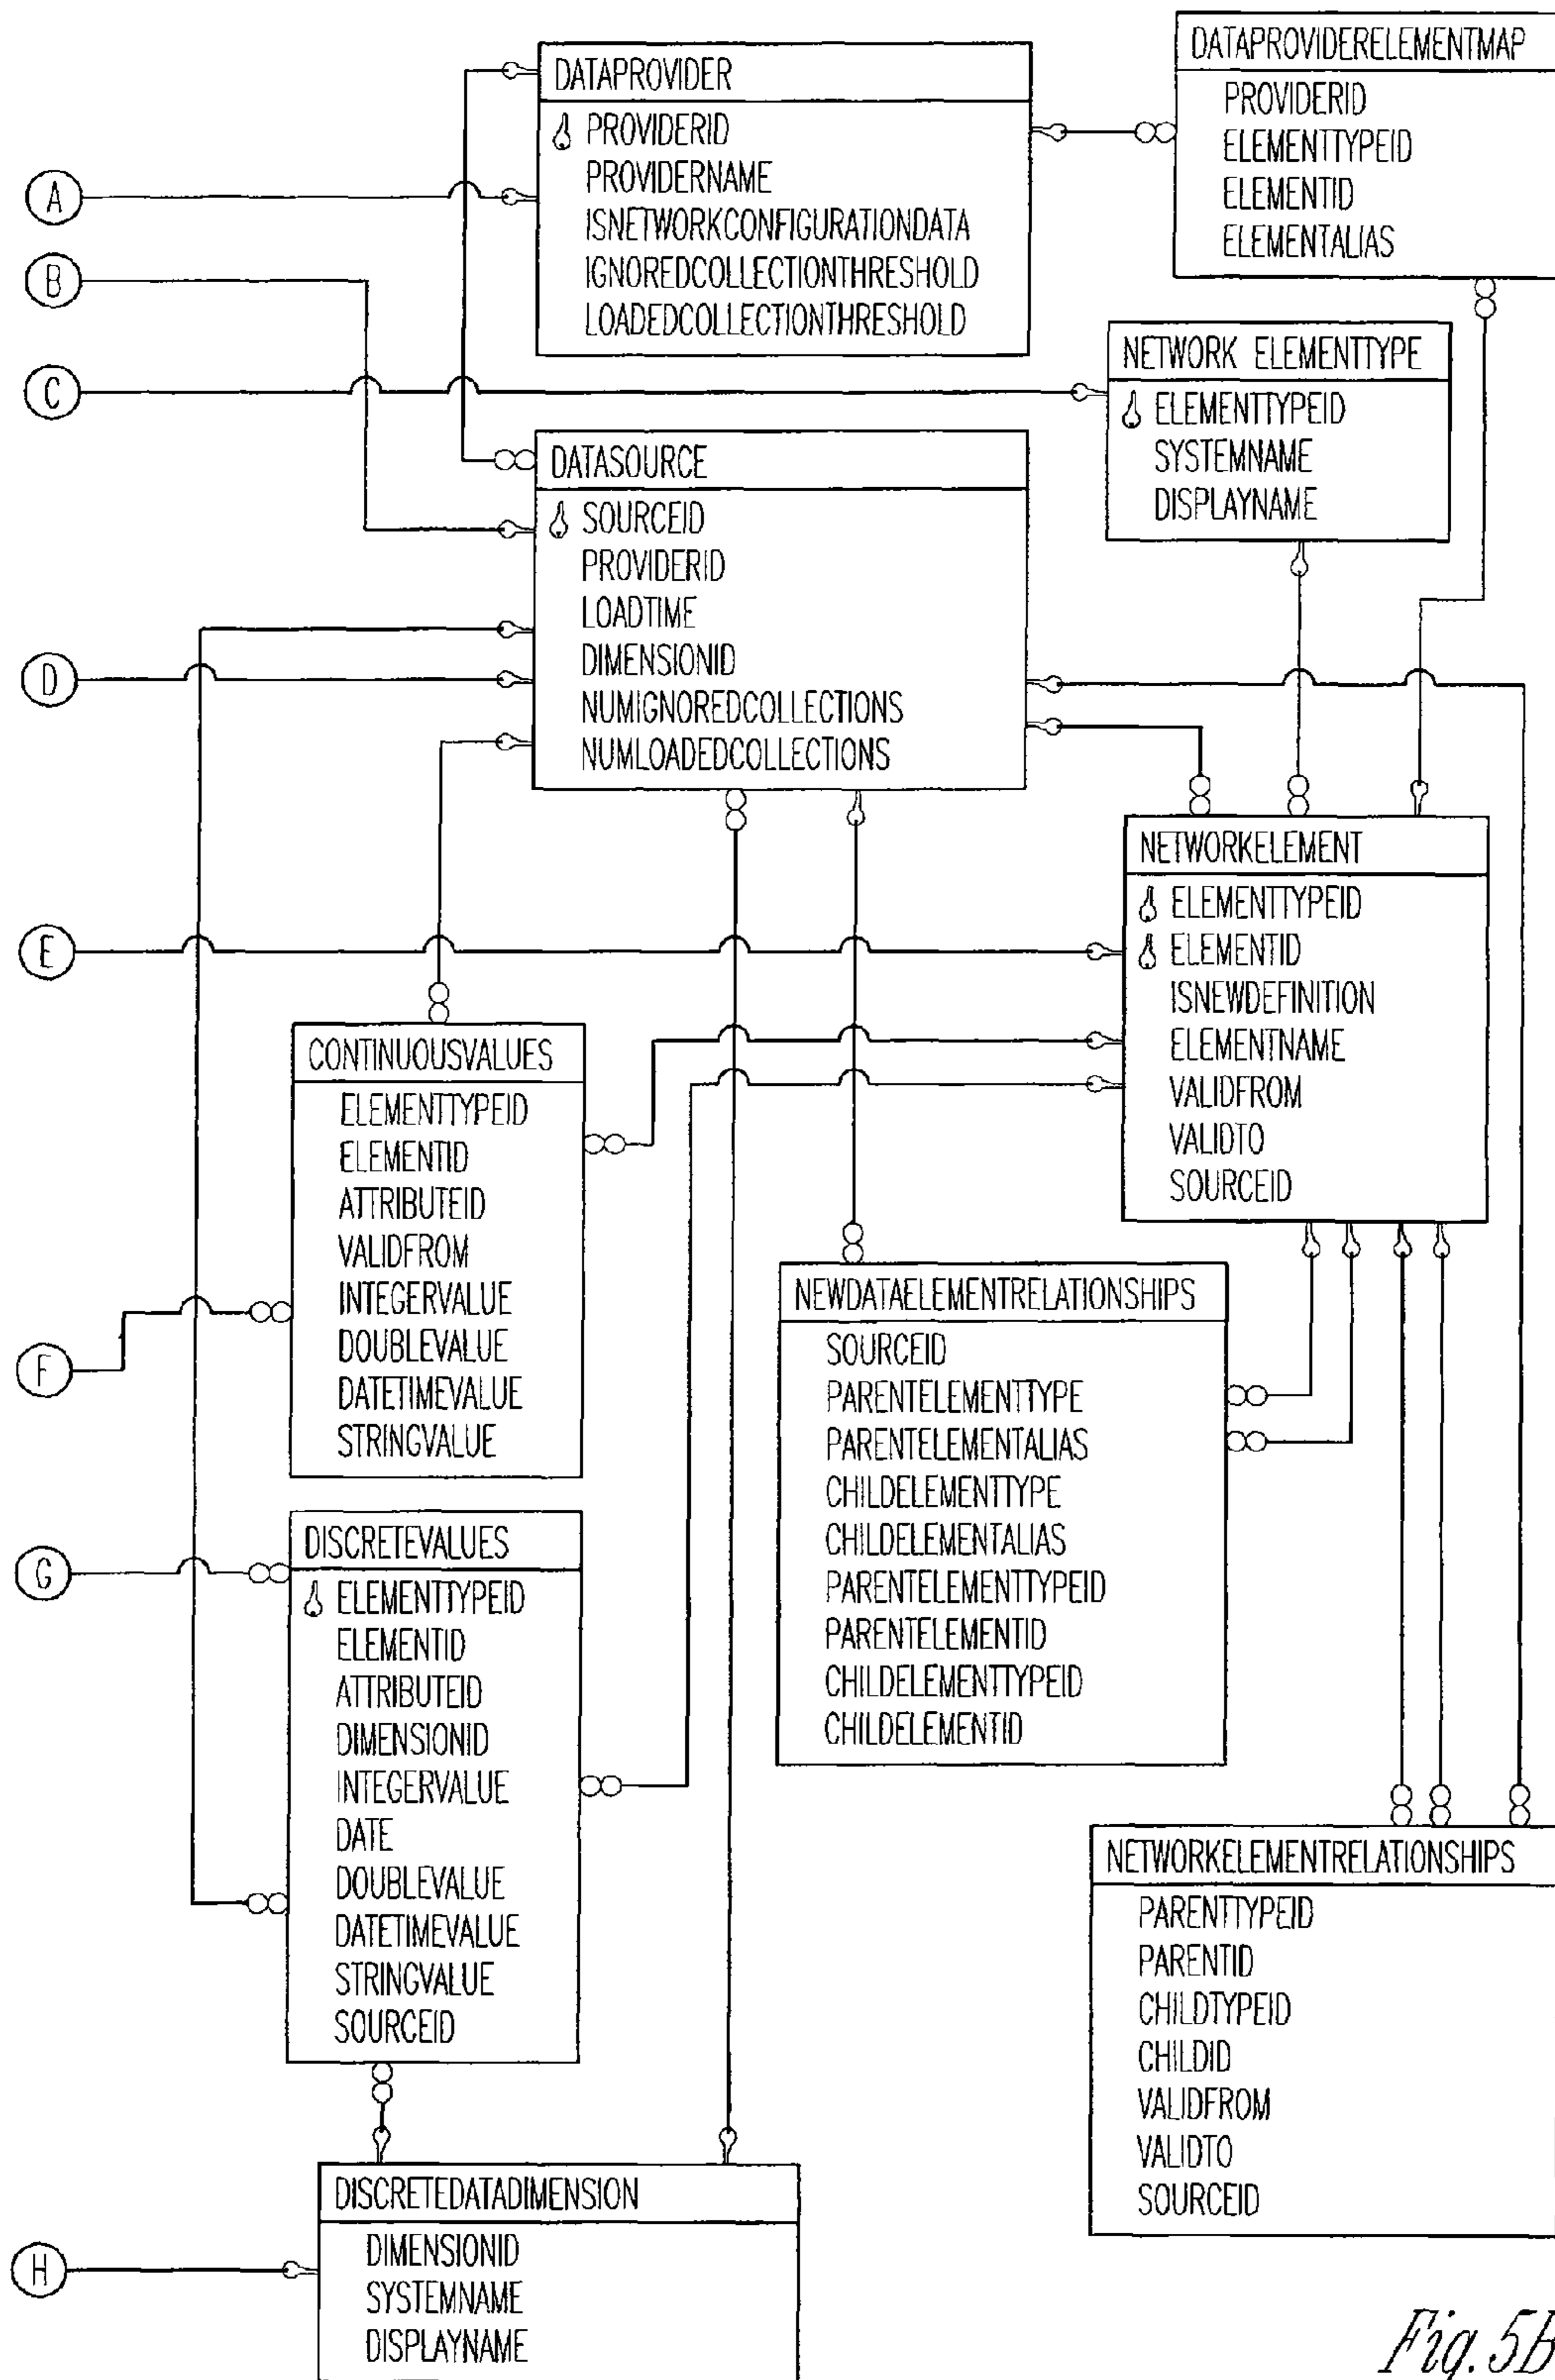 A
B
C
D
E
F
G
H
DATAPROVIDER
PROVIDERID
PROVIDERNAME
ISNETWORKCONFIGURATIONDATA
IGNOREDCOLLECTIONTHRESHOLD
LOADEDCOLLECTIONTHRESHOLD
DATAPROVIDERELEMENTMAP
PROVIDERID
ELEMENTTYPEID
ELEMENTID
ELEMENTALIAS
NETWORK ELEMENTTYPE
ELEMENTTYPEID
SYSTEMNAME
DISPLAYNAME
DATASOURCE
SOURCEID
PROVIDERID
LOADTIME
DIMENSIONID
NUMIGNOREDCOLLECTIONS
NUMLOADEDCOLLECTIONS
NETWORKELEMENT
ELEMENTTYPEID
ELEMENTID
ISNEWDEFINITION
ELEMENTNAME
VALIDFROM
VALIDTO
SOURCEID
CONTINUOUSVALUES
ELEMENTTYPEID
ELEMENTID
ATTRIBUTEID
VALIDFROM
INTEGERVALUE
DOUBLEVALUE
DATETIMEVALUE
STRINGVALUE
NEWDATAELEMENTRELATIONSHIPS
SOURCEID
PARENTELEMENTTYPE
PARENTELEMENTALIAS
CHILDELEMENTTYPE
CHILDELEMENTALIAS
PARENTELEMENTTYPEID
PARENTELEMENTID
CHILDELEMENTTYPEID
CHILDELEMENTID
DISCRETEVALUES
ELEMENTTYPEID
ELEMENTID
ATTRIBUTEID
DIMENSIONID
INTEGERVALUE
DATE
DOUBLEVALUE
DATETIMEVALUE
STRINGVALUE
SOURCEID
NETWORKELEMENTRELATIONSHIPS
PARENTTYPEID
PARENTID
CHILDTYPEID
CHILDID
VALIDFROM
VALIDTO
SOURCEID
DISCRETEDATADIMENSION
DIMENSIONID
SYSTEMNAME
DISPLAYNAME
Fig. 5B